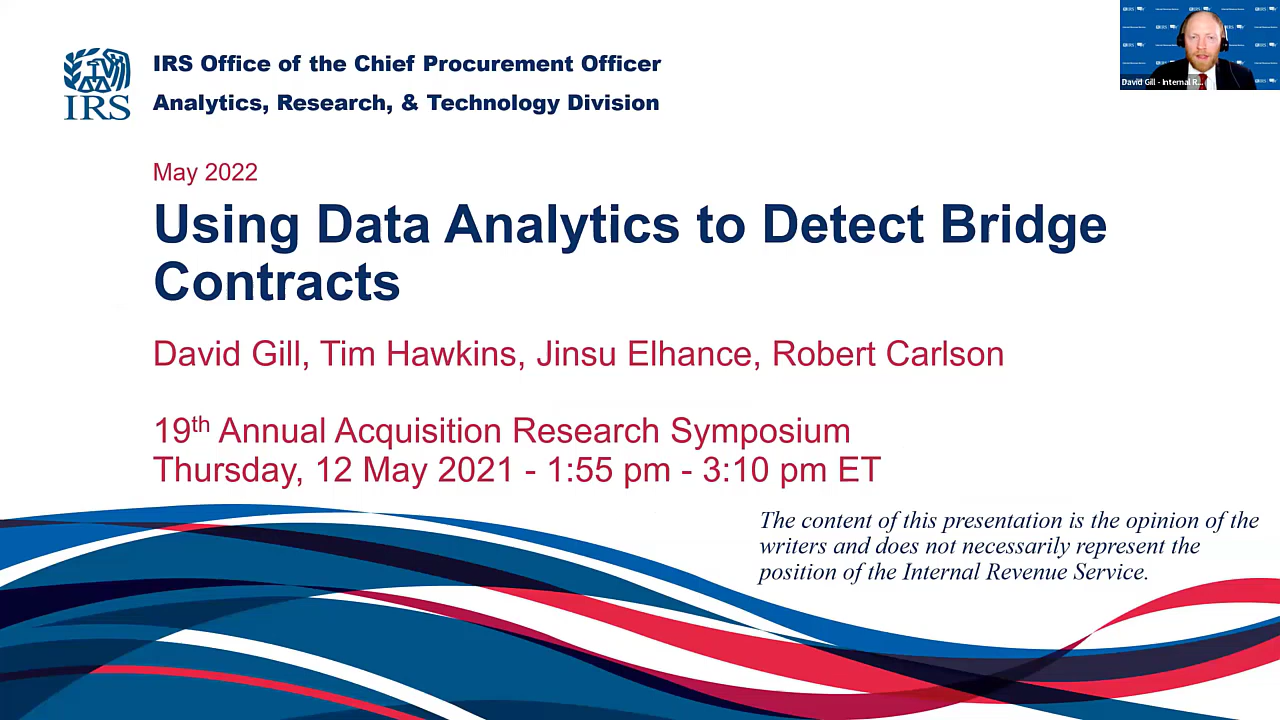 IRS
IRS Office of the Chief Procurement Officer
Analytics, Research, & Technology Division
David Gill - Internal R...
May 2022
Using Data Analytics to Detect Bridge
Contracts
David Gill, Tim Hawkins, Jinsu Elhance, Robert Carlson
19th Annual Acquisition Research Symposium
Thursday, 12 May 2021 - 1:55 pm - 3:10 pm ET
The content of this presentation is the opinion of the
writers and does not necessarily represent the
position of the Internal Revenue Service.